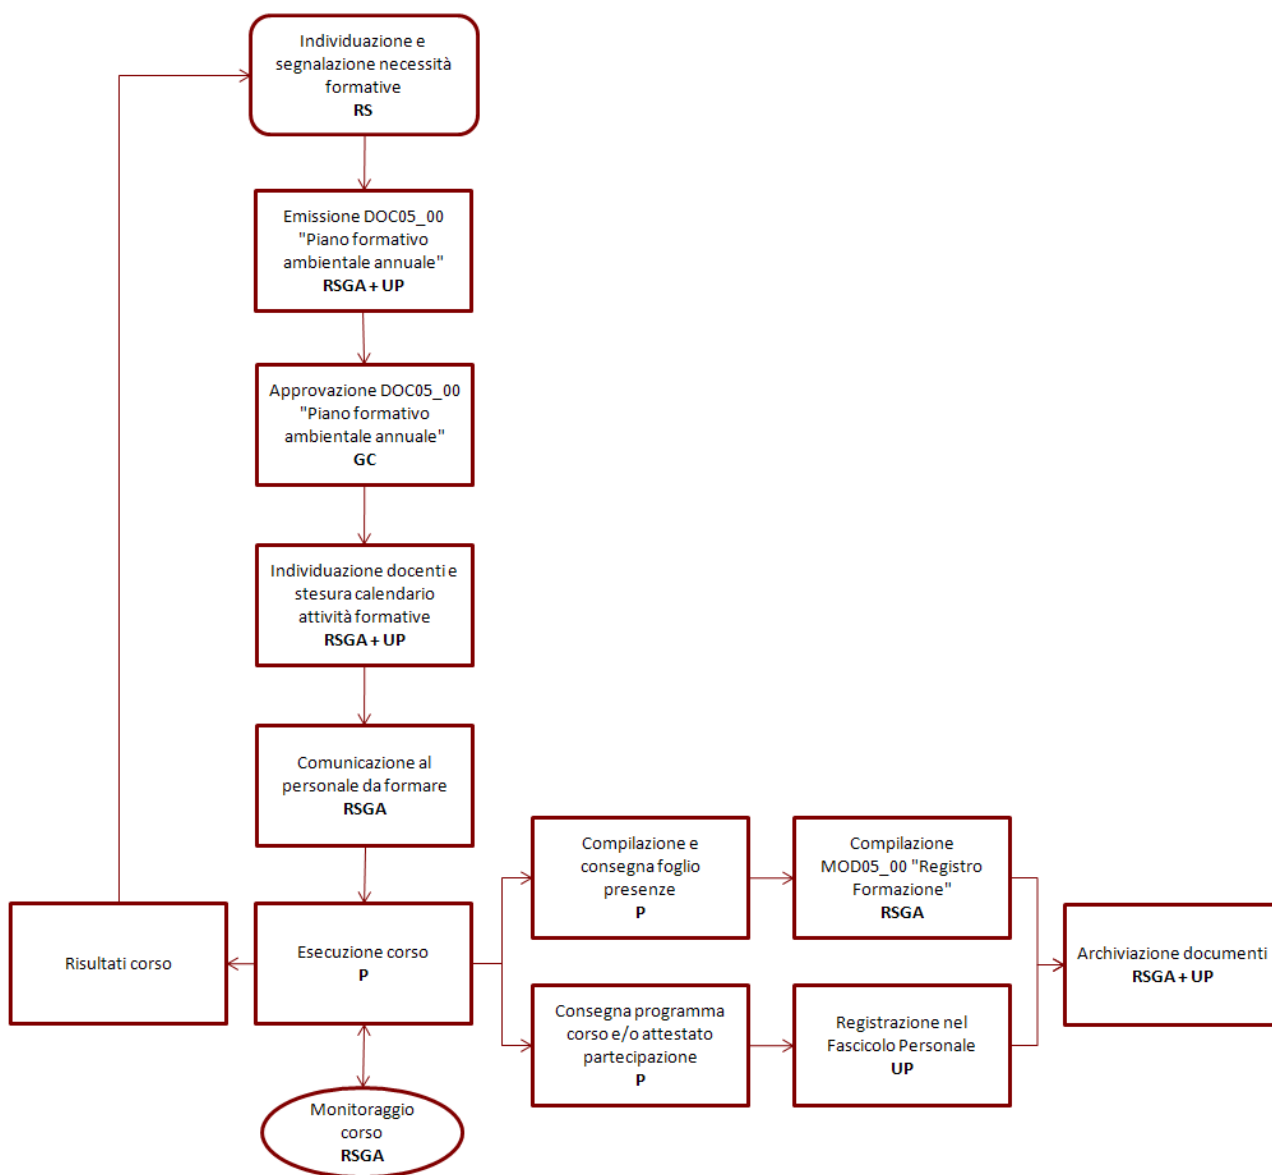 Individuazione e
segnalazione necessità
formative
RS
Emissione DOC05_00
"Piano formativo
ambientale annuale"
RSGA + UP
Approvazione DOC05_00
"Piano formativo
ambientale annuale"
GC
Individuazione docenti e
stesura calendario
attività formative
RSGA + UP
Comunicazione al
personale da formare
RSGA
Compilazione e
consegna foglio
presenze
P
Compilazione
MOD05_00 "Registro
Formazione"
RSGA
Risultati corso
Esecuzione corso
P
Archiviazione documenti
RSGA + UP
Consegna programma
corso e/o attestato
partecipazione
P
Registrazione nel
Fascicolo Personale
UP
Monitoraggio
corso
RSGA